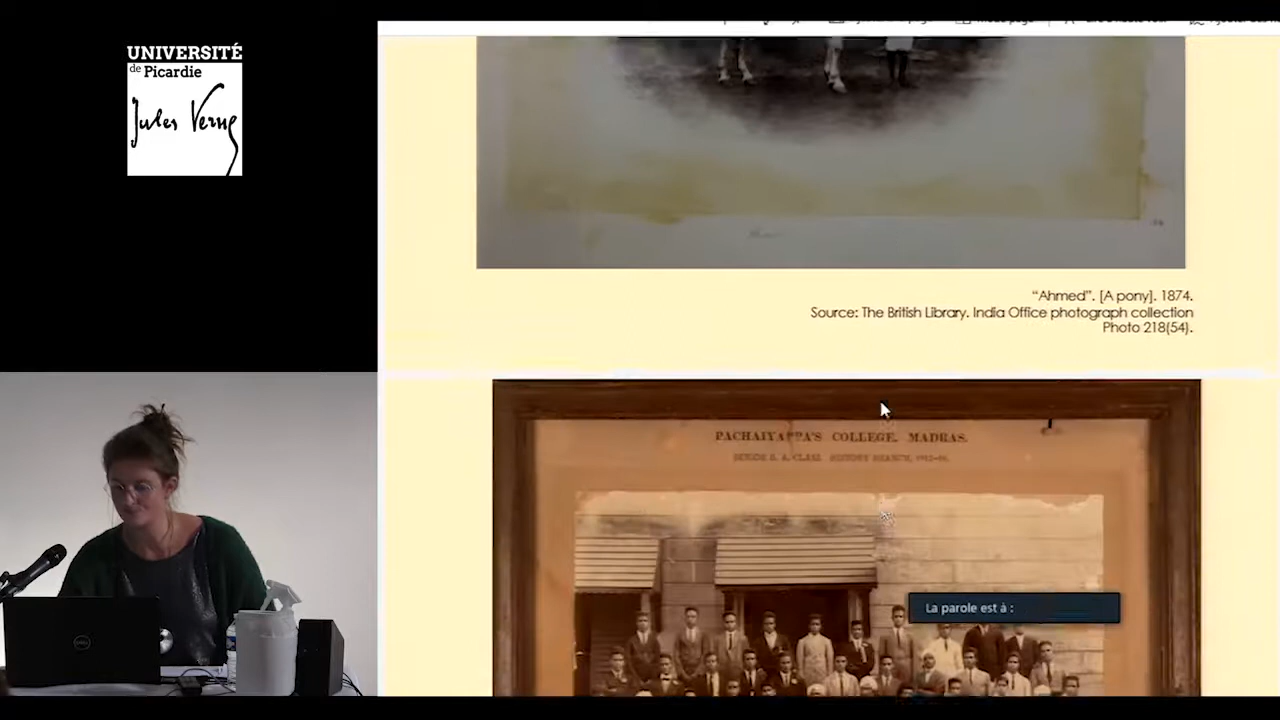 UNIVERSITÉ
de Picardie
Jules Verne
"Ahmed". [A pony]. 1874.
Source: The British Library. India Office photograph collection
Photo 218(54).
PACHAIYAPPA'S COLLEGE, MADRAS.
La parole est à :
DELL